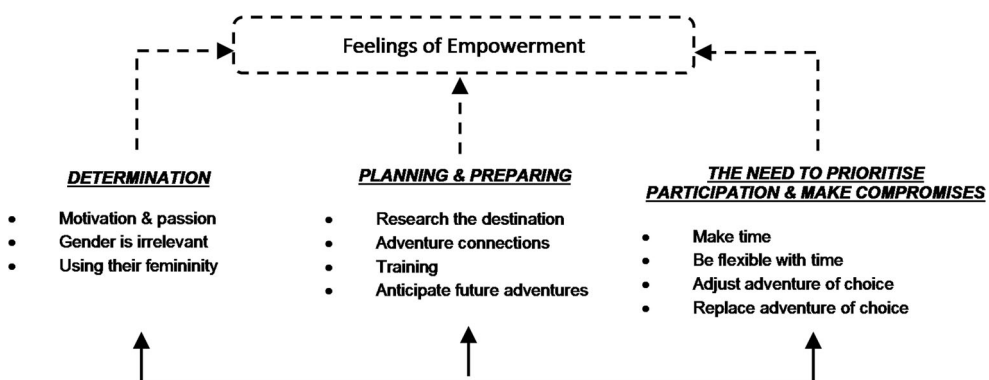 Feelings of Empowerment
DETERMINATION
• Motivation & passion
• Gender is irrelevant
• Using their femininity
PLANNING & PREPARING
• Research the destination
• Adventure connections
• Training
• Anticipate future adventures
THE NEED TO PRIORITISE
PARTICIPATION & MAKE COMPROMISES
• Make time
• Be flexible with time
• Adjust adventure of choice
• Replace adventure of choice